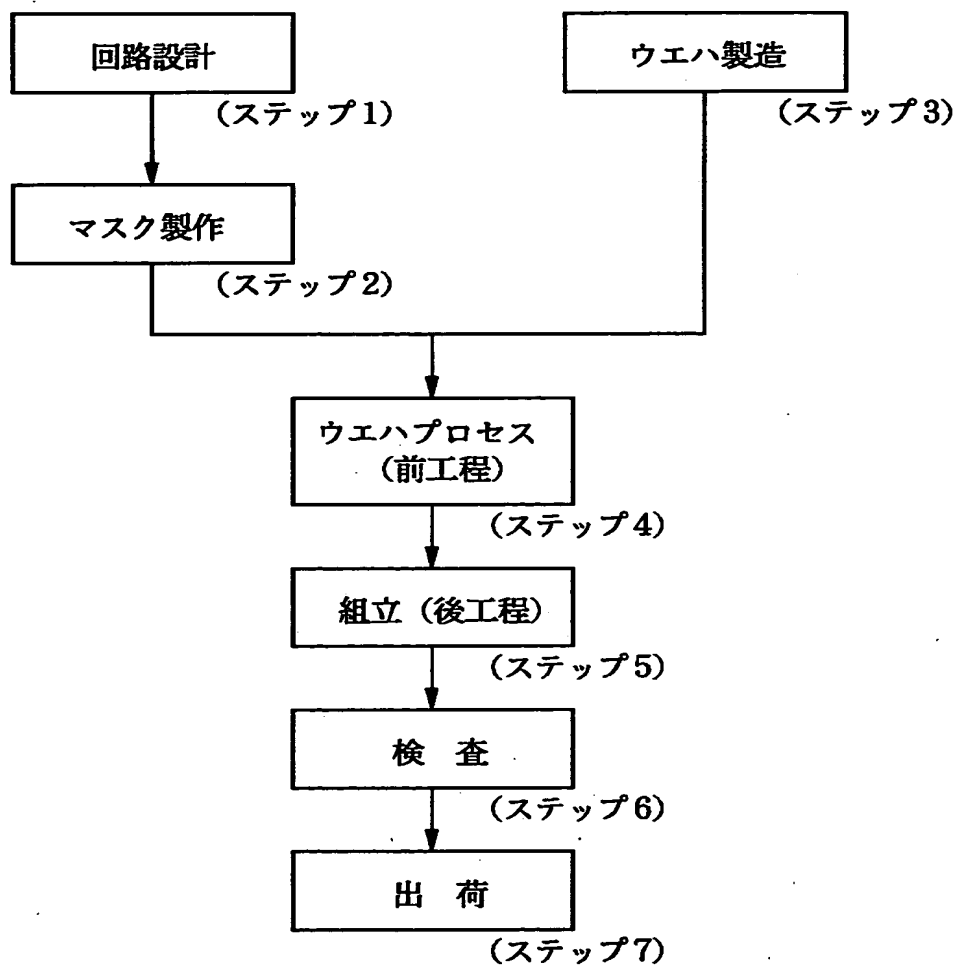 回路設計
(ステップ1)
ウエハ製造
(ステップ3)
マスク製作
(ステップ2)
ウエハプロセス
(前工程)
(ステップ4)
組立(後工程)
(ステップ5)
検 査
(ステップ6)
出 荷
(ステップ7)